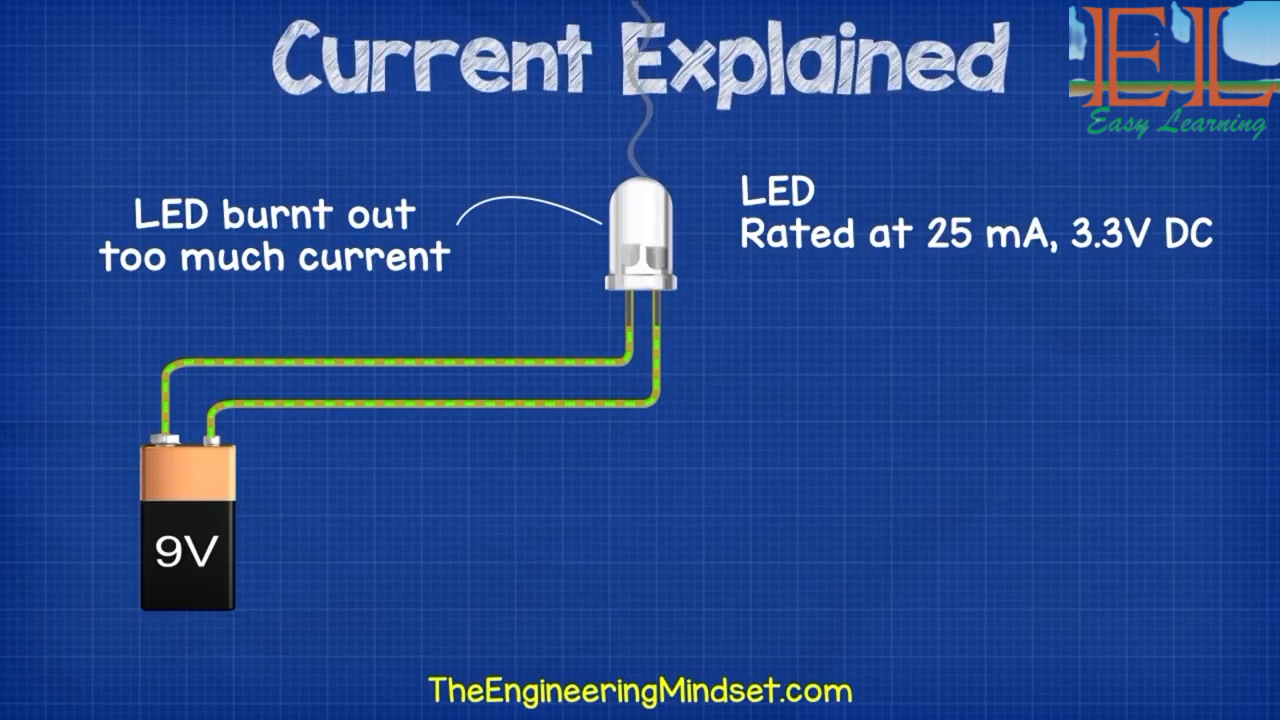 Current Explained
EL
Easy Learning
LED burnt out
too much current
LED
Rated at 25 mA, 3.3V DC
9V
TheEngineeringMindset.com